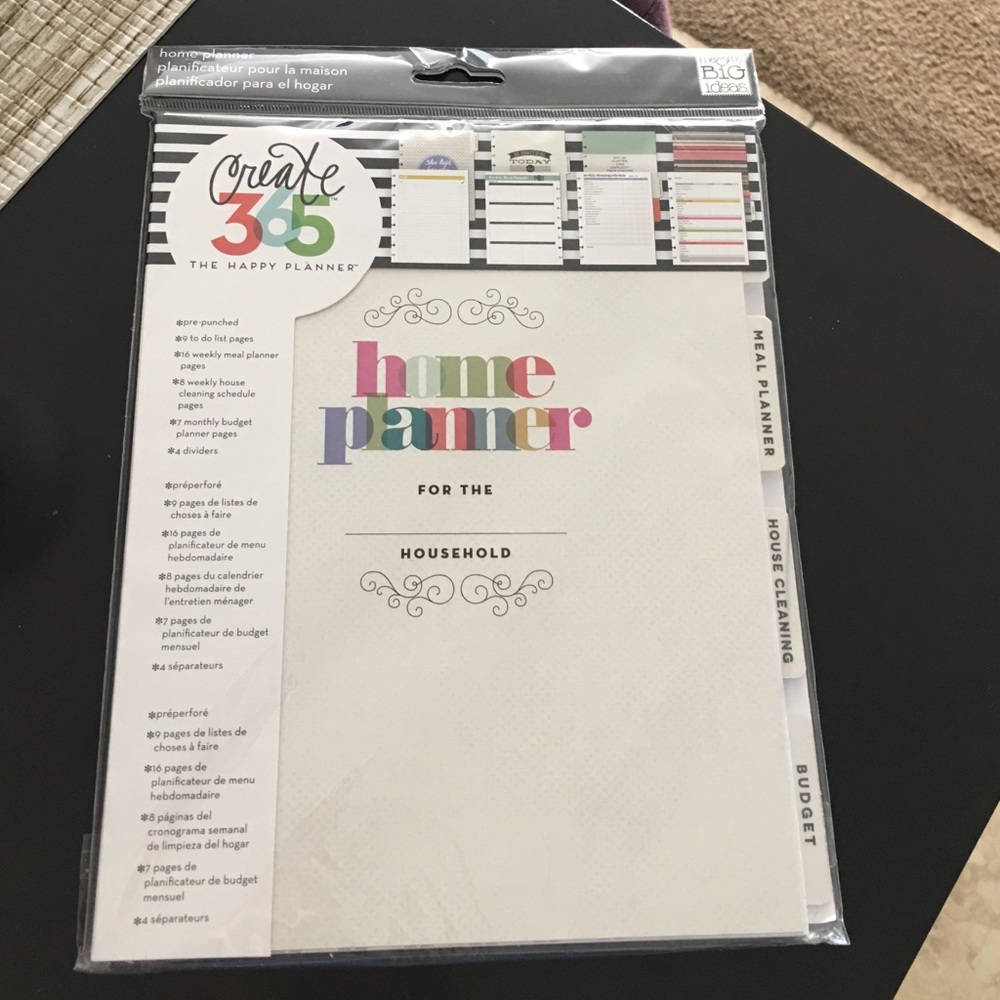 home planner
planificateur pour la maison
planificador para el hogar
me & my
BIG
ideas
create
365™
THE HAPPY PLANNER™
TODAY
*pre-punched
*9 to do list pages
*16 weekly meal planner
pages
*8 weekly house
cleaning schedule
pages
*7 monthly budget
planner pages
*4 dividers
*préperforé
*9 pages de listes de
choses à faire
*16 pages de
planificateur de menu
hebdomadaire
*8 pages du calendrier
hebdomadaire de
l'entretien ménager
*7 pages de
planificateur de budget
mensuel
*4 séparateurs
*préperforé
*9 pages de listes de
choses à faire
*16 pages de
planificateur de menu
hebdomadaire
*8 páginas del
cronograma semanal
de limpieza del hogar
*7 pages de
planificateur de budget
mensuel
*4 séparateurs
home
planner
FOR THE
HOUSEHOLD
MEAL PLANNER
HOUSE CLEANING
BUDGET